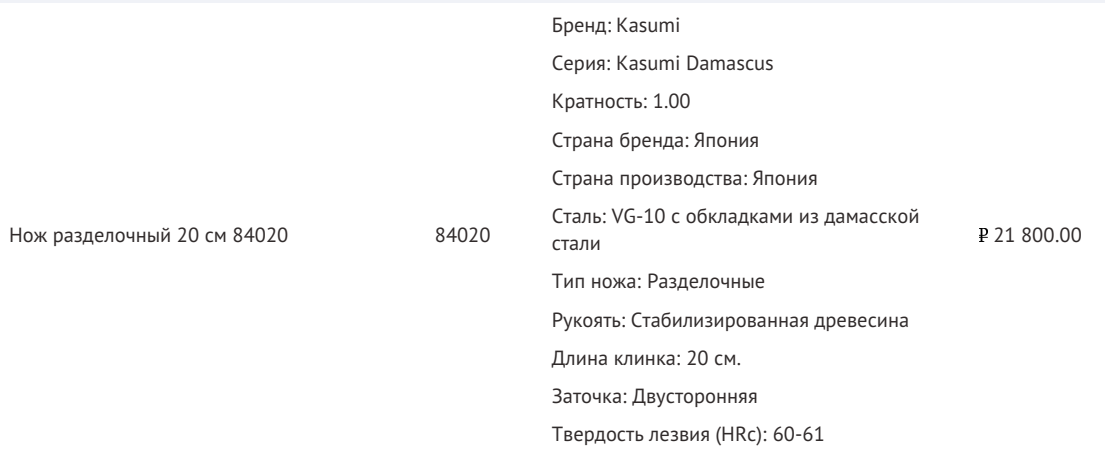 Бренд: Kasumi
Серия: Kasumi Damascus
Кратность: 1.00
Страна бренда: Япония
Страна производства: Япония
Нож разделочный 20 см 84020
84020
Сталь: VG-10 с обкладками из дамасской
стали
₽ 21 800.00
Тип ножа: Разделочные
Рукоять: Стабилизированная древесина
Длина клинка: 20 см.
Заточка: Двусторонняя
Твердость лезвия (HRc): 60-61